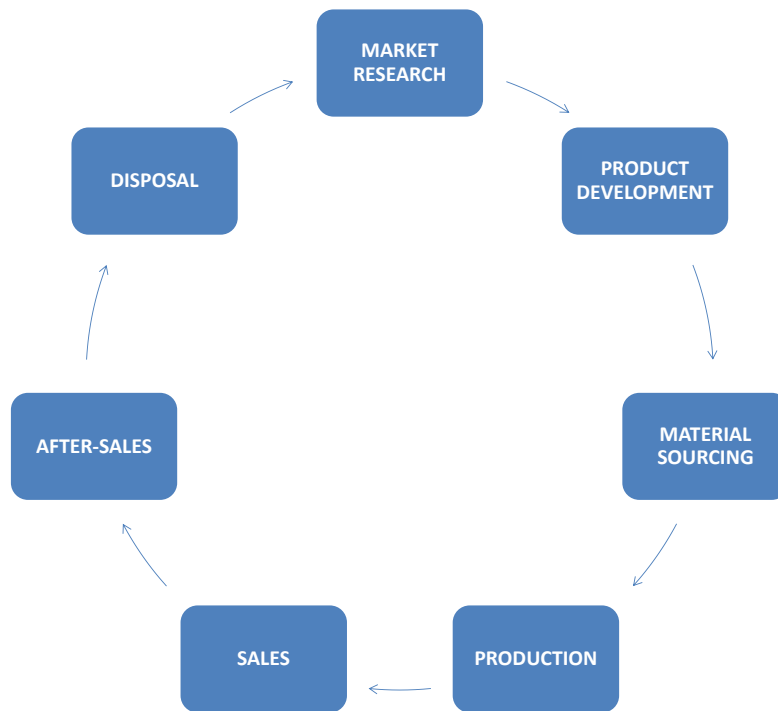 MARKET
RESEARCH
PRODUCT
DEVELOPMENT
MATERIAL
SOURCING
PRODUCTION
SALES
AFTER-SALES
DISPOSAL